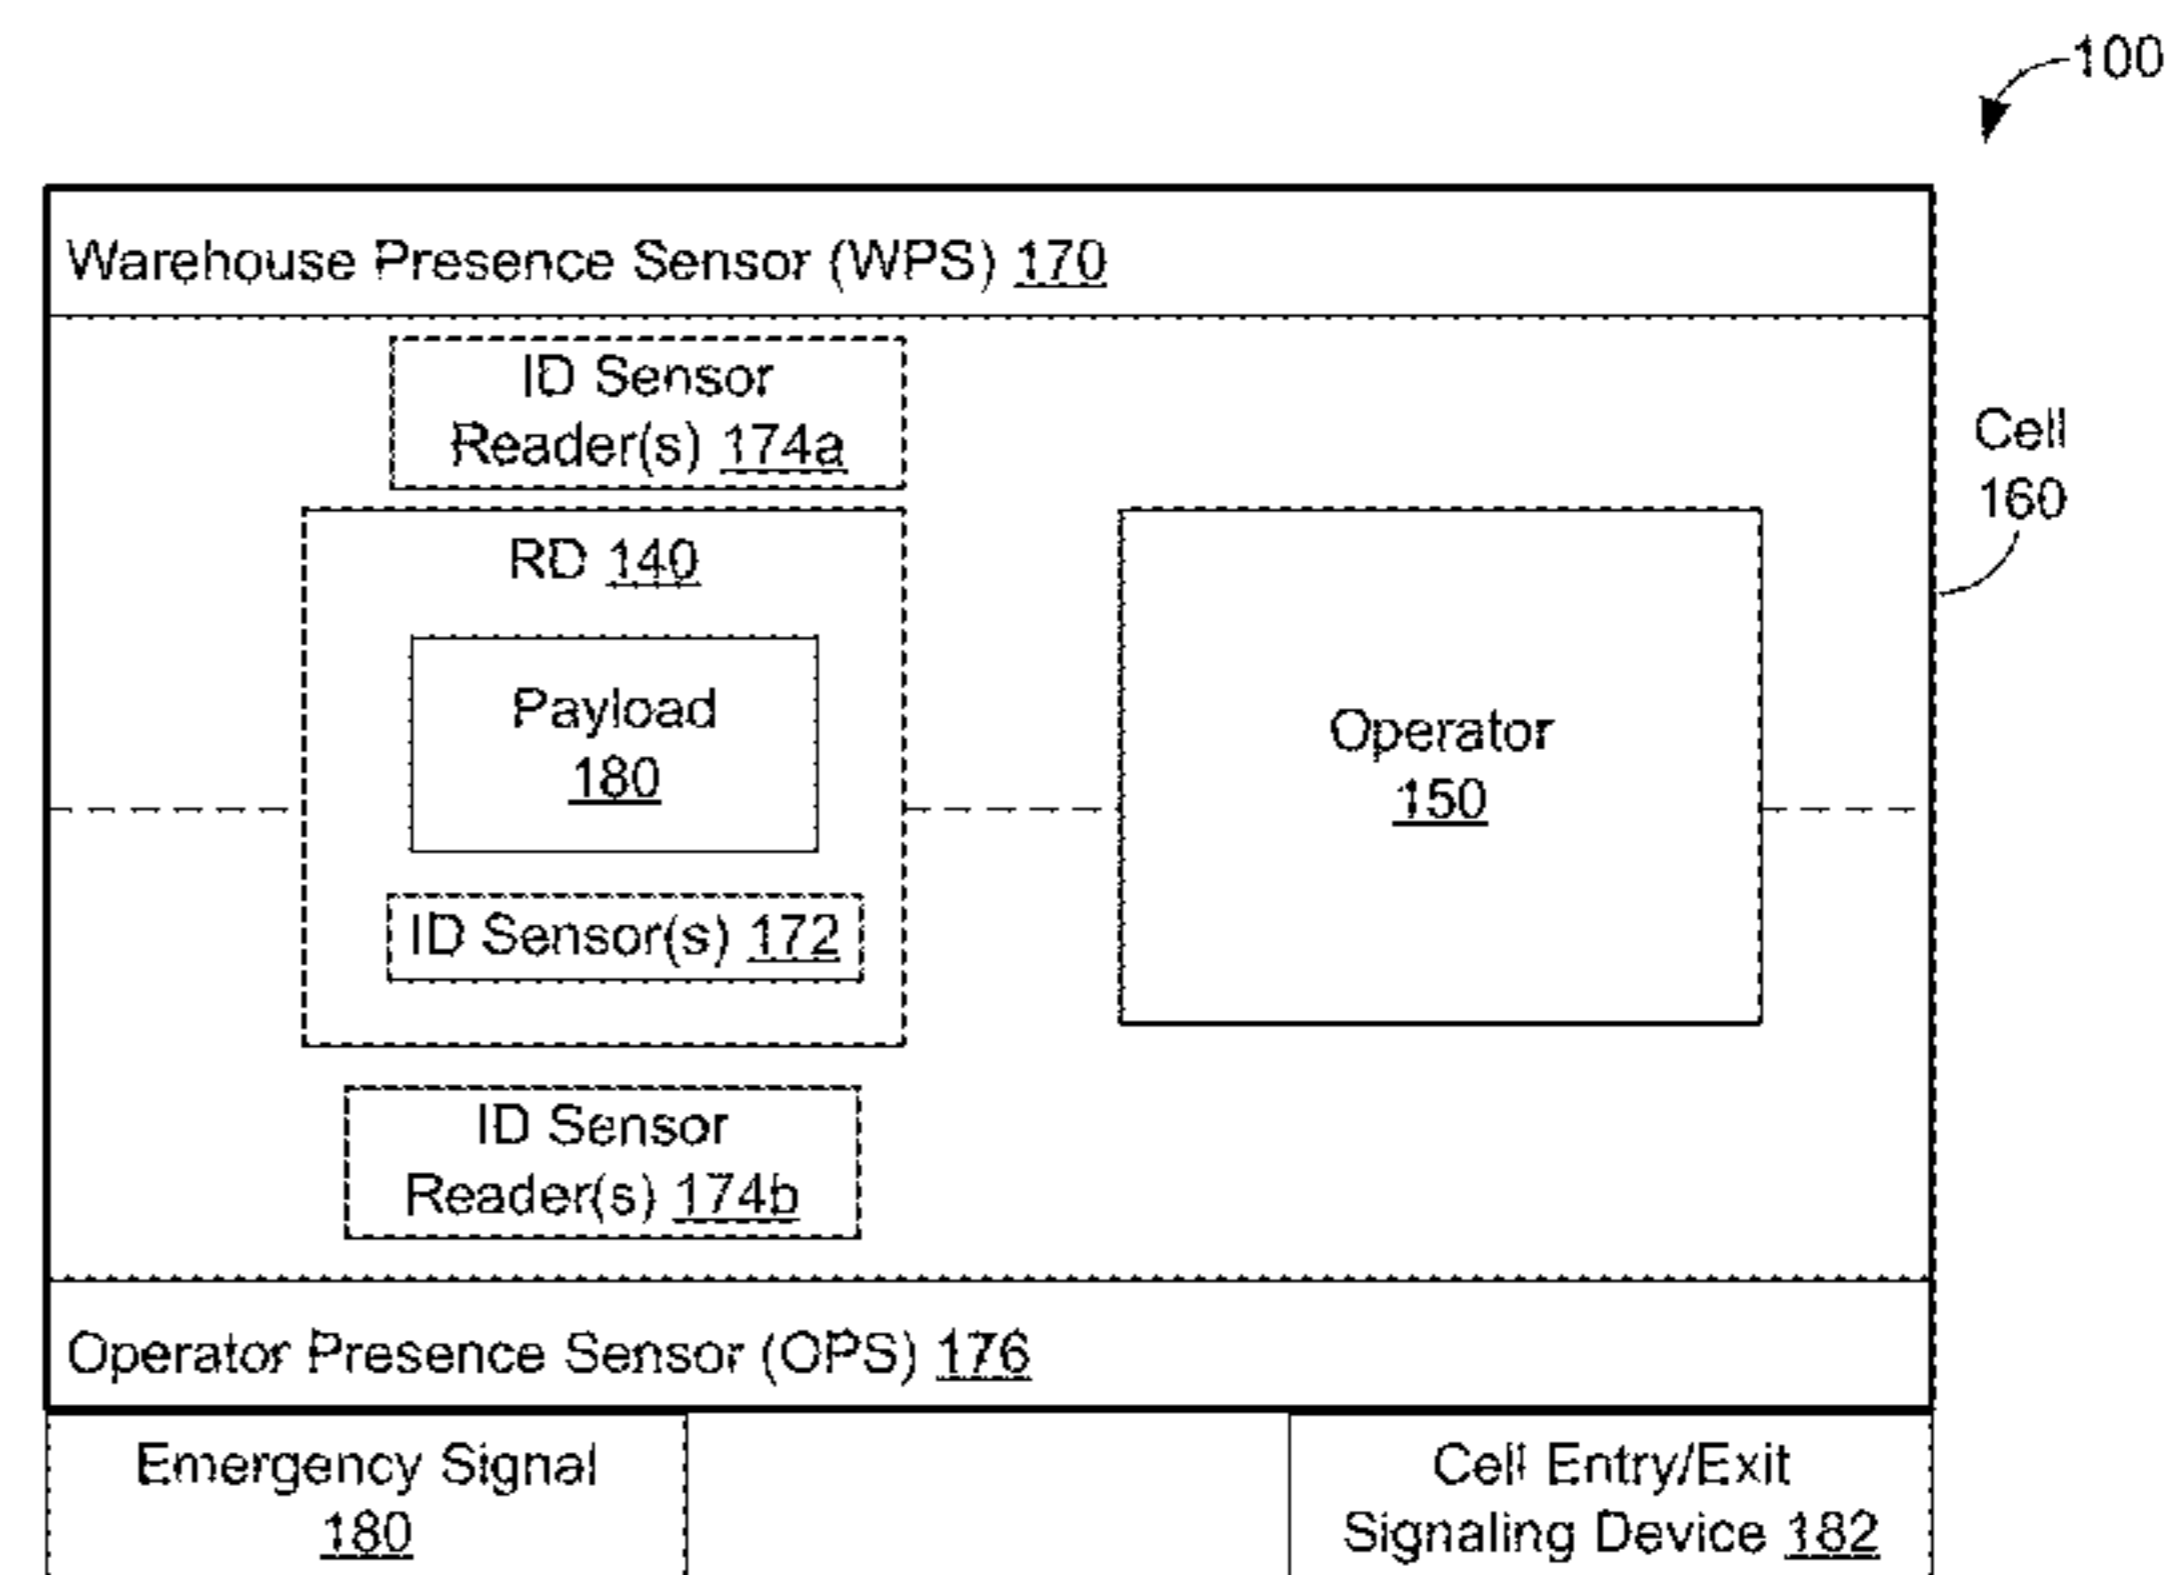 100
Warehouse Presence Sensor (WPS) 170
ID Sensor
Reader(s) 174a
Cell
160
RD 140
Payload
180
Operator
150
ID Sensor(s) 172
ID Sensor
Reader(s) 174b
Operator Presence Sensor (OPS) 176
Emergency Signal
180
Cell Entry/Exit
Signaling Device 182